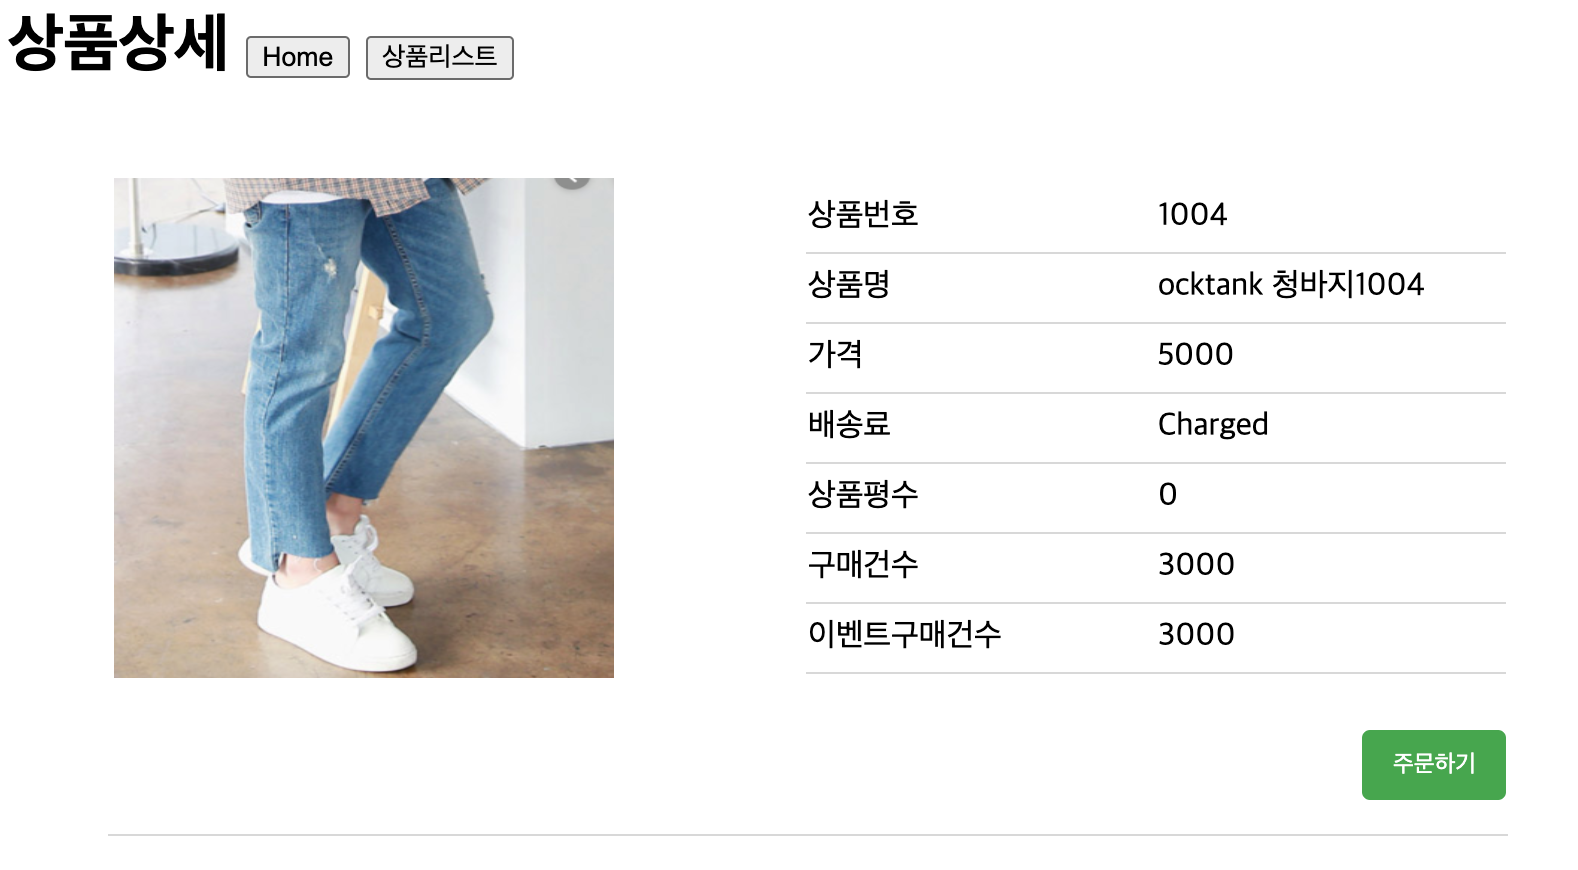 상품상세 Home 상품리스트
상품번호 1004
상품명 ocktank 청바지1004
가격 5000
배송료 Charged
상품평수 0
구매건수 3000
이벤트구매건수 3000
주문하기